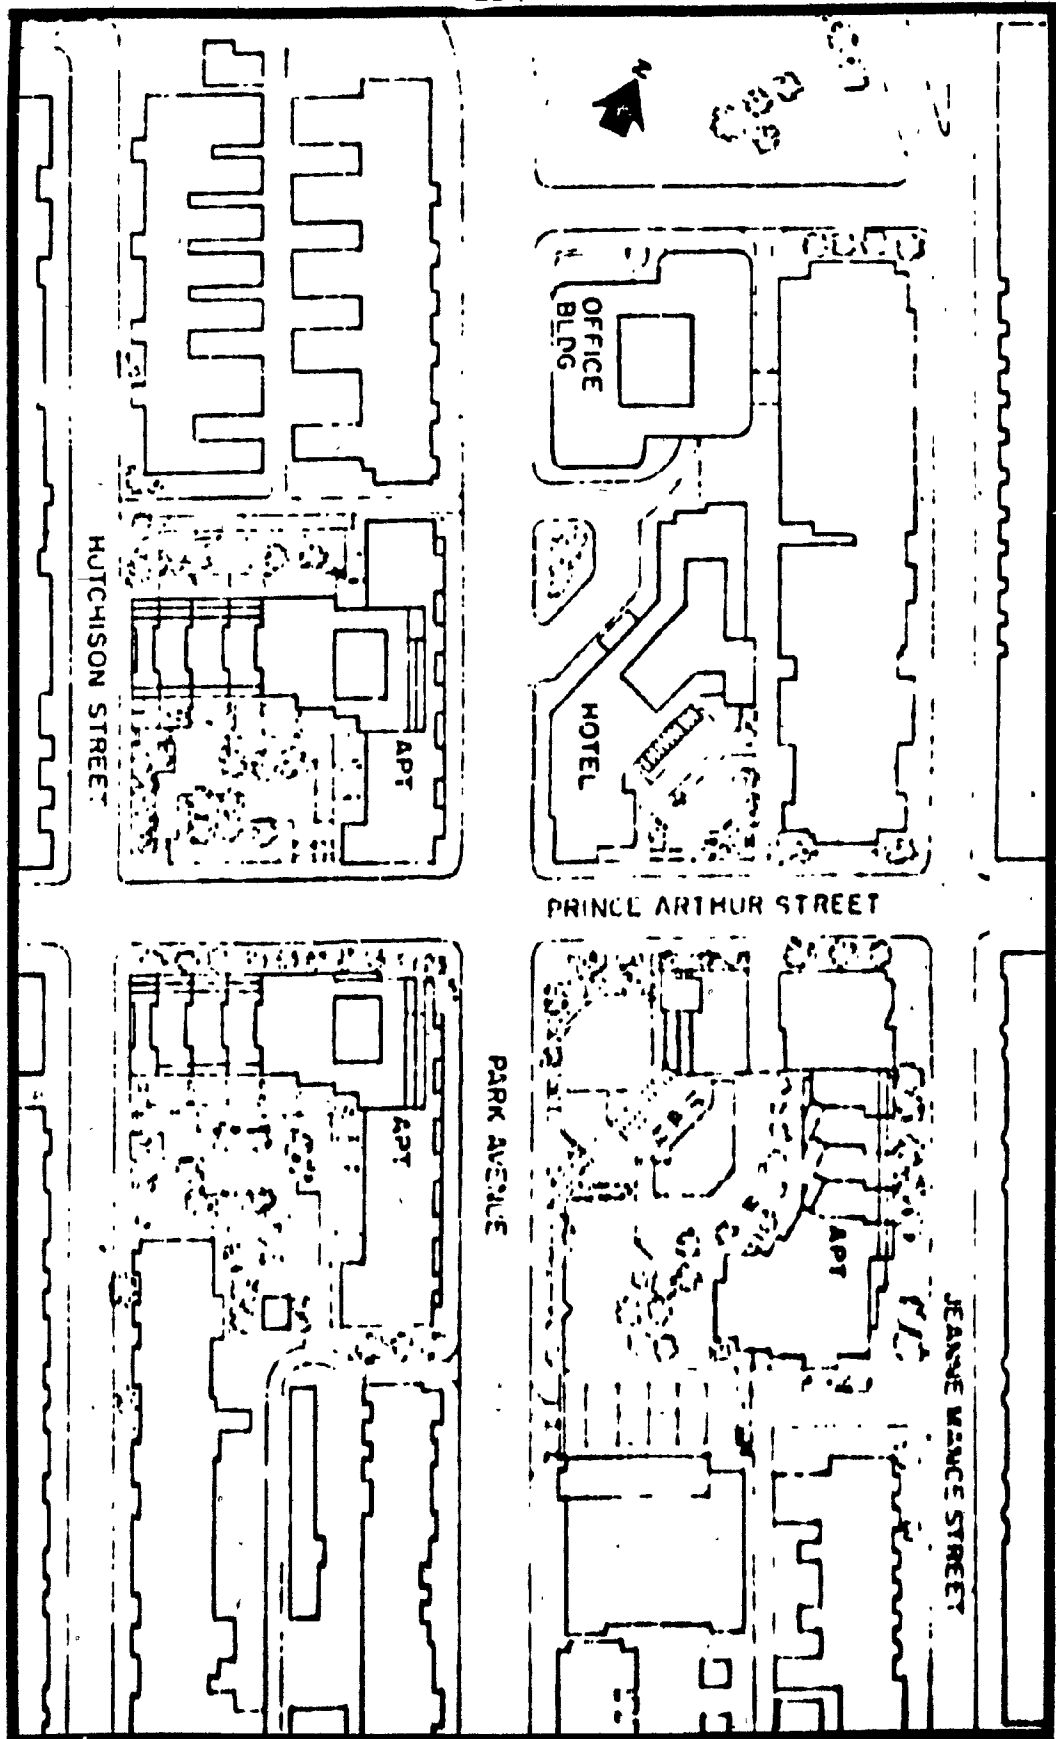 N
OFFICE
BLDG
HUTCHISON STREET
APT
HOTEL
PRINCE ARTHUR STREET
PARK AVENUE
APT
APT
JEANNE MANCE STREET